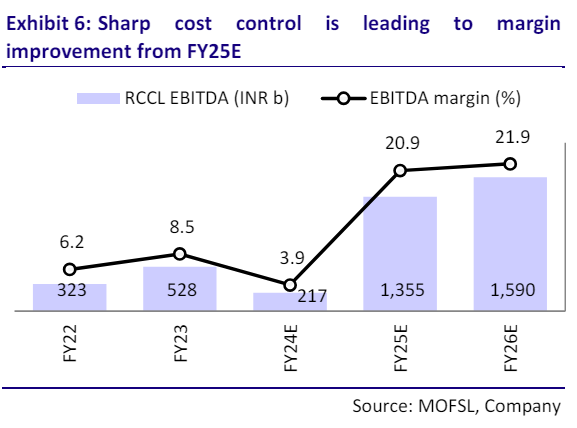 Exhibit 6: Sharp cost control is leading to margin
improvement from FY25E
RCCL EBITDA (INR b) EBITDA margin (%)
6.2 8.5 3.9 20.9 21.9
323 528 217 1,355 1,590
FY22 FY23 FY24E FY25E FY26E
Source: MOFSL, Company